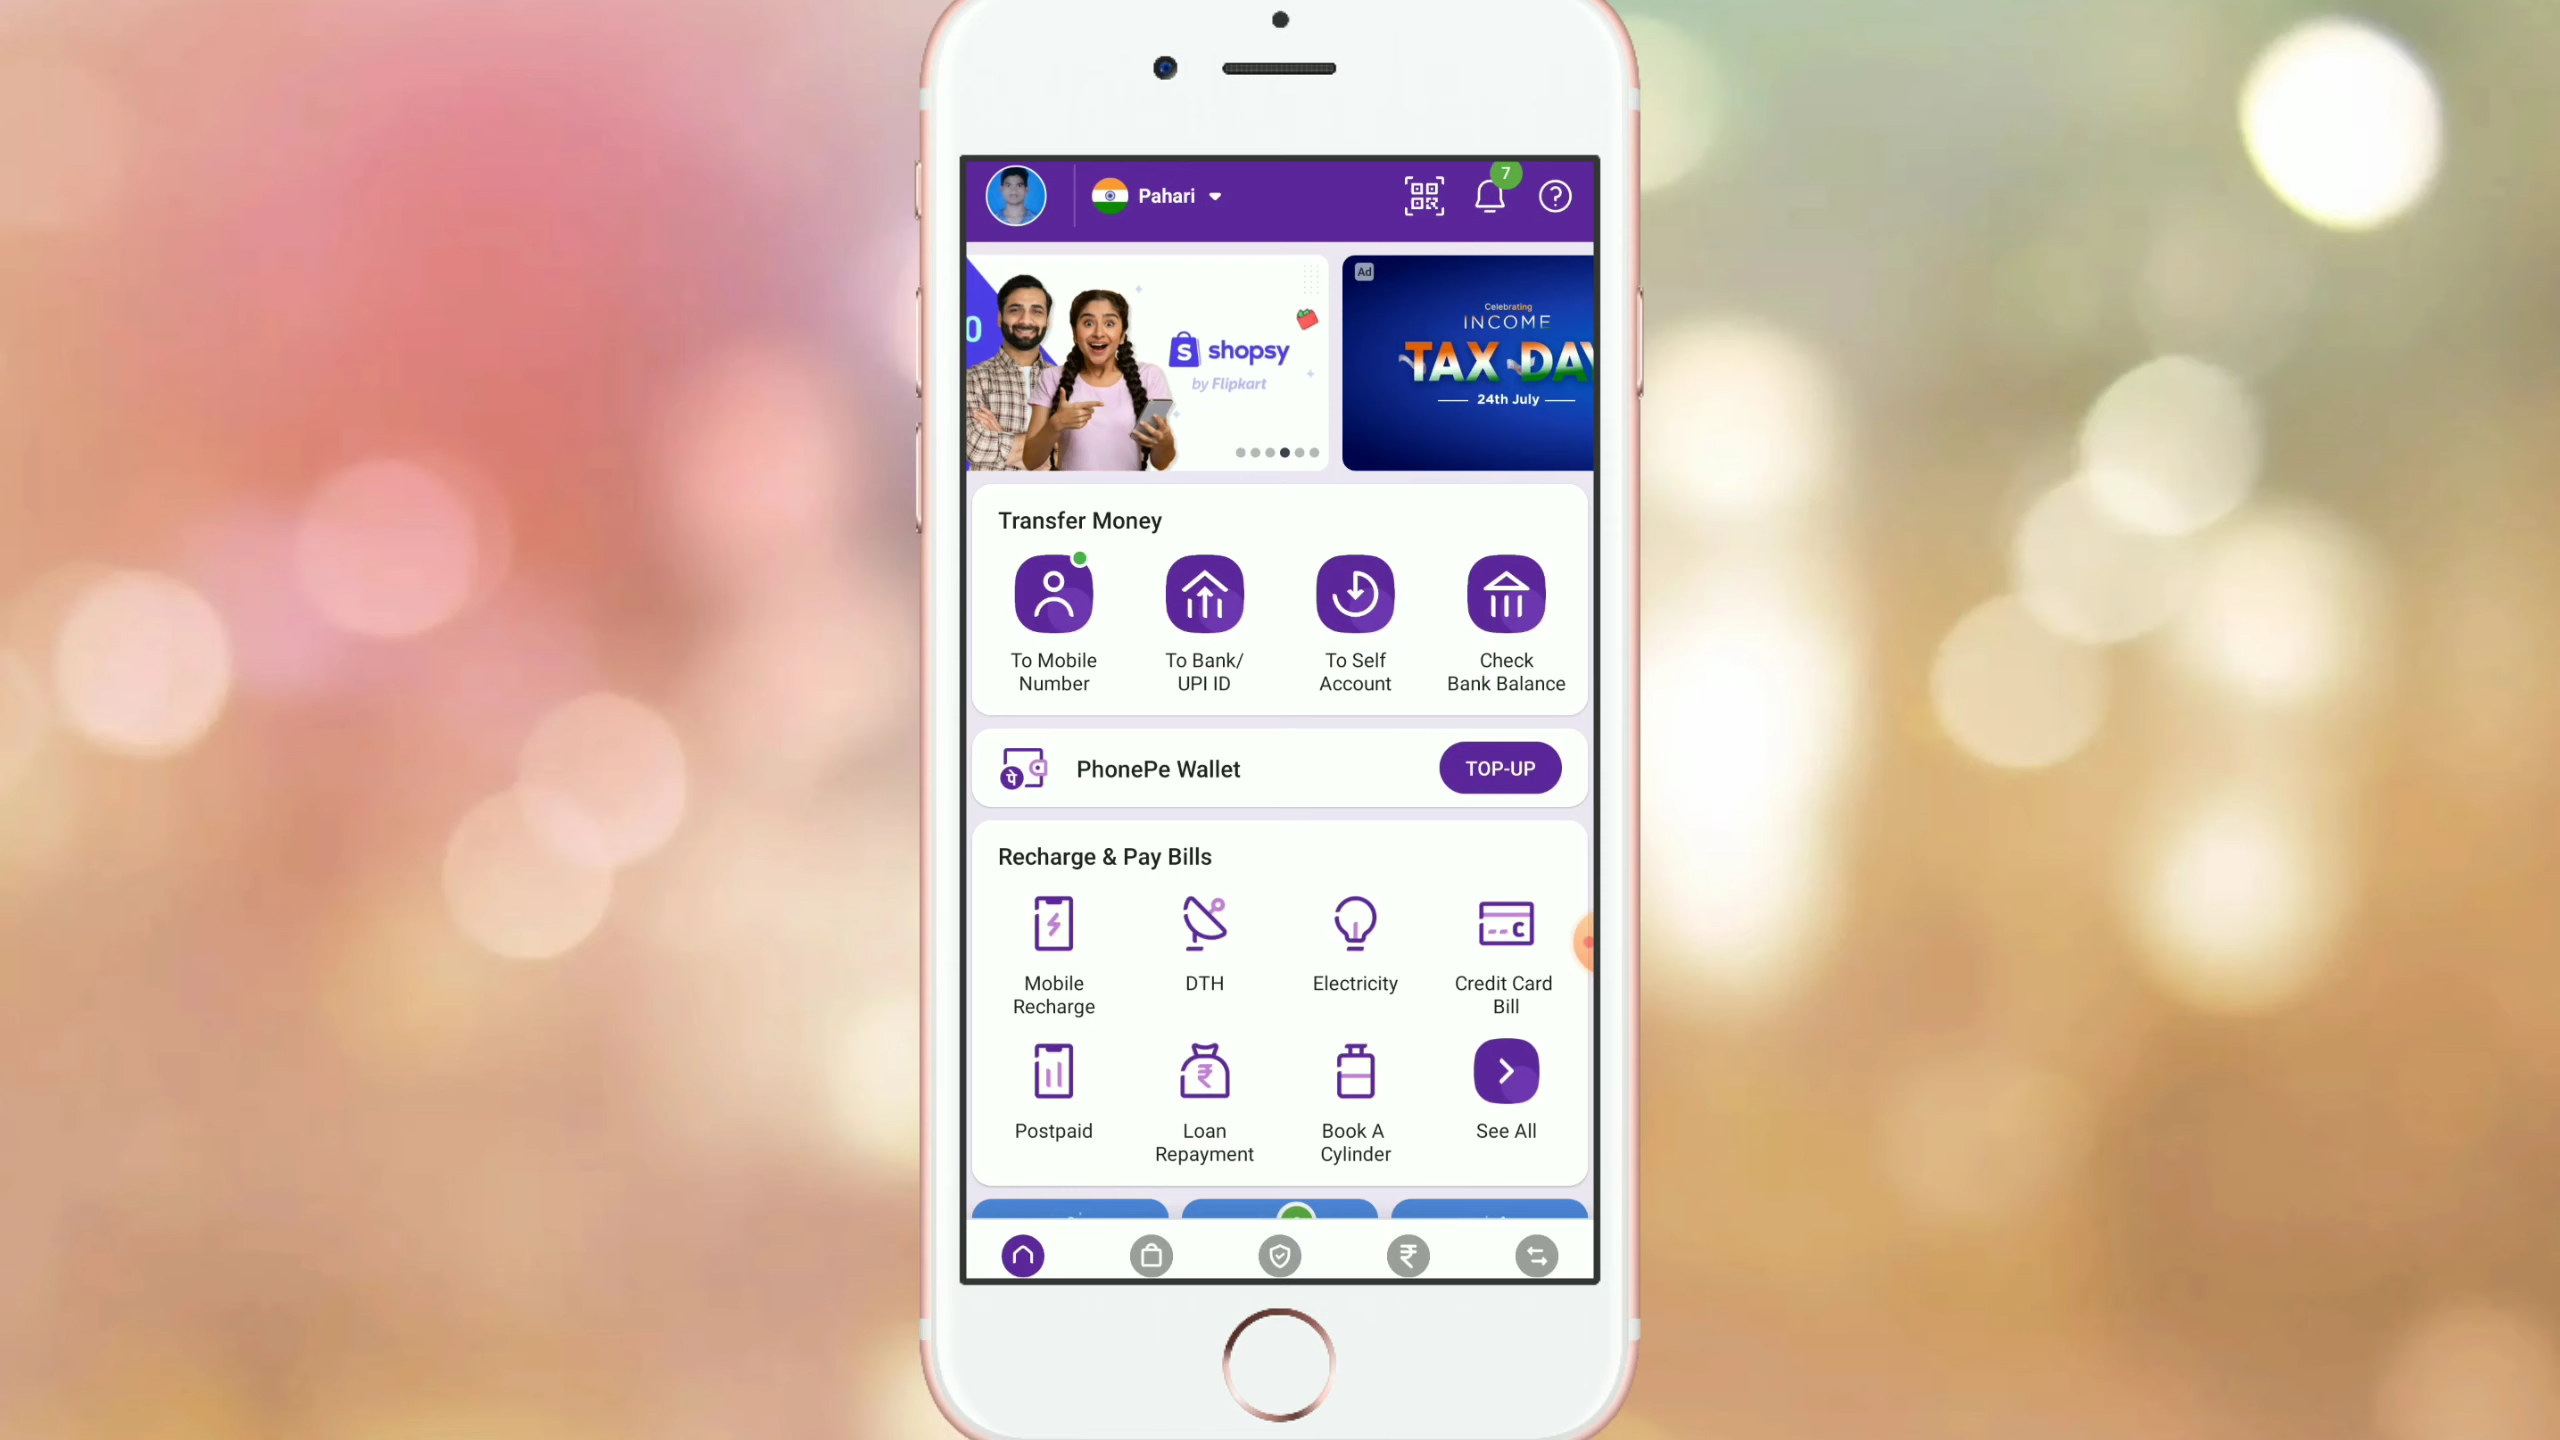 Pahari
7
0
S shopsy
by Flipkart
Ad
Celebrating
INCOME
TAX DAY
24th July
Transfer Money
To Mobile
Number
To Bank/
UPI ID
To Self
Account
Check
Bank Balance
पे
PhonePe Wallet
TOP-UP
Recharge & Pay Bills
Mobile
Recharge
DTH
Electricity
C
Credit Card
Bill
Postpaid
₹
Loan
Repayment
Book A
Cylinder
See All
₹